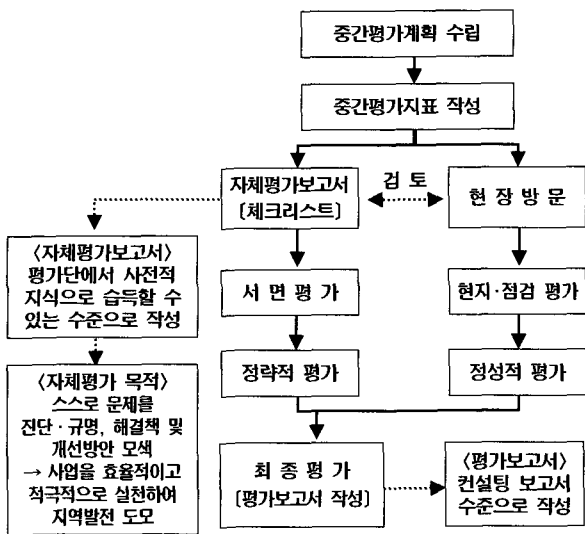 중간평가계획 수립
중간평가지표 작성
자체평가보고서
〔체크리스트〕
검 토
현 장 방 문
〈자체평가보고서〉
평가단에서 사전적
지식으로 습득할 수
있는 수준으로 작성
서 면 평 가
현지·점검 평가
정략적 평가
정성적 평가
〈자체평가 목적〉
스스로 문제를
진단·규명, 해결책 및
개선방안 모색
→ 사업을 효율적이고
적극적으로 실천하여
지역발전 도모
최 종 평 가
〔평가보고서 작성〕
〈평가보고서〉
컨설팅 보고서
수준으로 작성